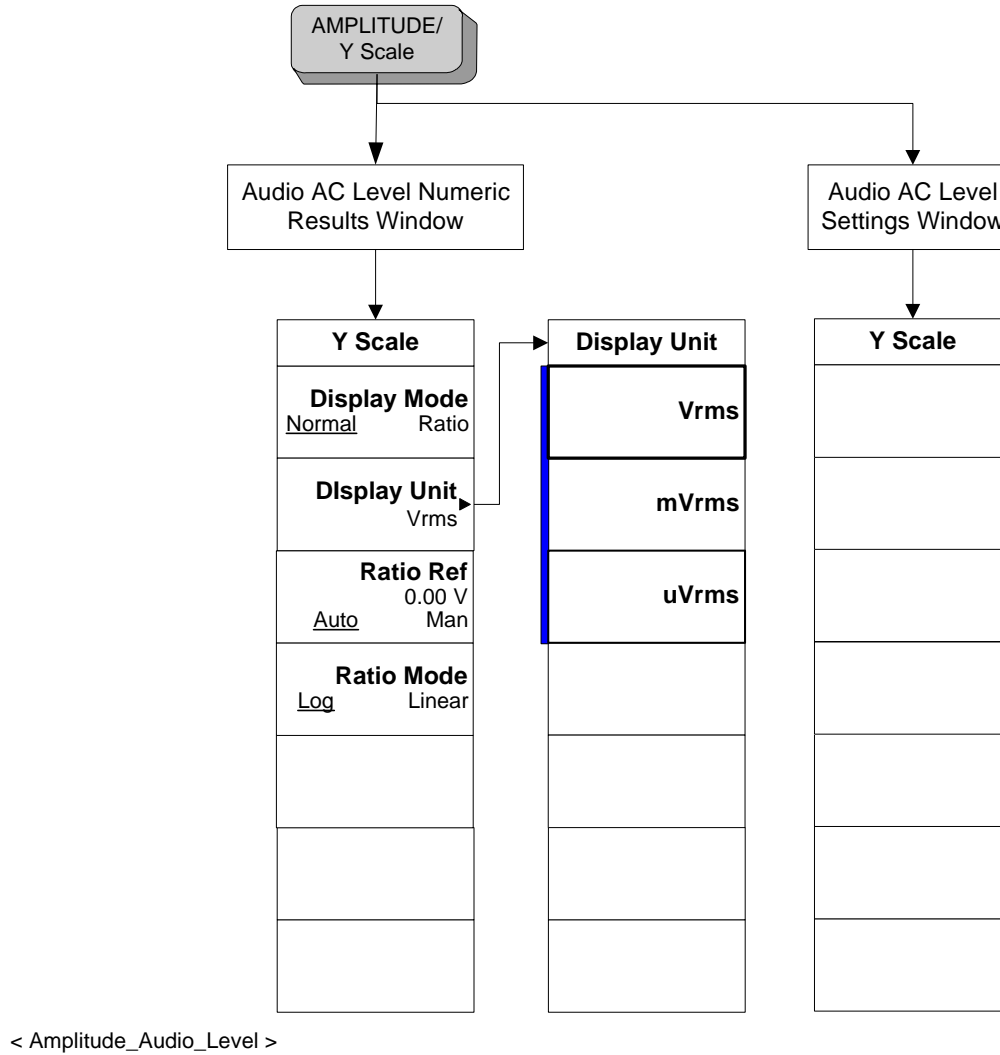 AMPLITUDE/
Y Scale
Audio AC Level Numeric
Results Window
Audio AC Level
Settings Window
Y Scale
Display Mode
Normal Ratio
DIsplay Unit
Vrms
Ratio Ref
0.00 V
Auto Man
Ratio Mode
Log Linear
Display Unit
Vrms
mVrms
uVrms
Y Scale
< Amplitude_Audio_Level >